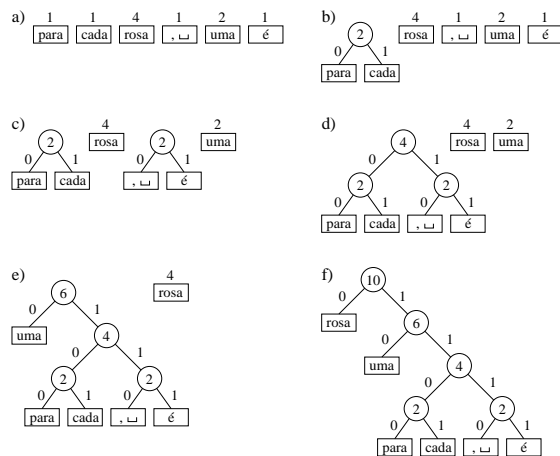 a) 1 1 4 1 2 1
para cada rosa , ␣ uma é
b) 2 4 1 2 1
0 1 rosa , ␣ uma é
para cada
c) 2 4 2 2
0 1 rosa 0 1 uma
para cada , ␣ é
d) 4 4 2
0 1 rosa uma
2 2
0 1 0 1
para cada , ␣ é
e) 6 4
0 1 rosa
uma 4
0 1
2 2
0 1 0 1
para cada , ␣ é
f) 10
0 1
rosa 6
0 1
uma 4
0 1
2 2
0 1 0 1
para cada , ␣ é